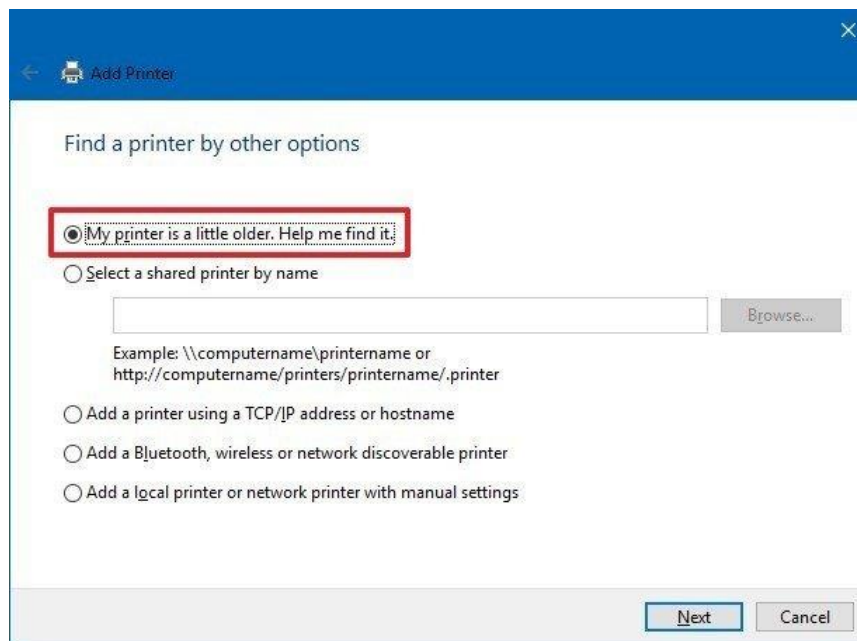 Add Printer
Find a printer by other options
My printer is a little older. Help me find it.
Select a shared printer by name
Browse...
Example: \\computername\printername or
http://computername/printers/printername/.printer
Add a printer using a TCP/IP address or hostname
Add a Bluetooth, wireless or network discoverable printer
Add a local printer or network printer with manual settings
Next Cancel